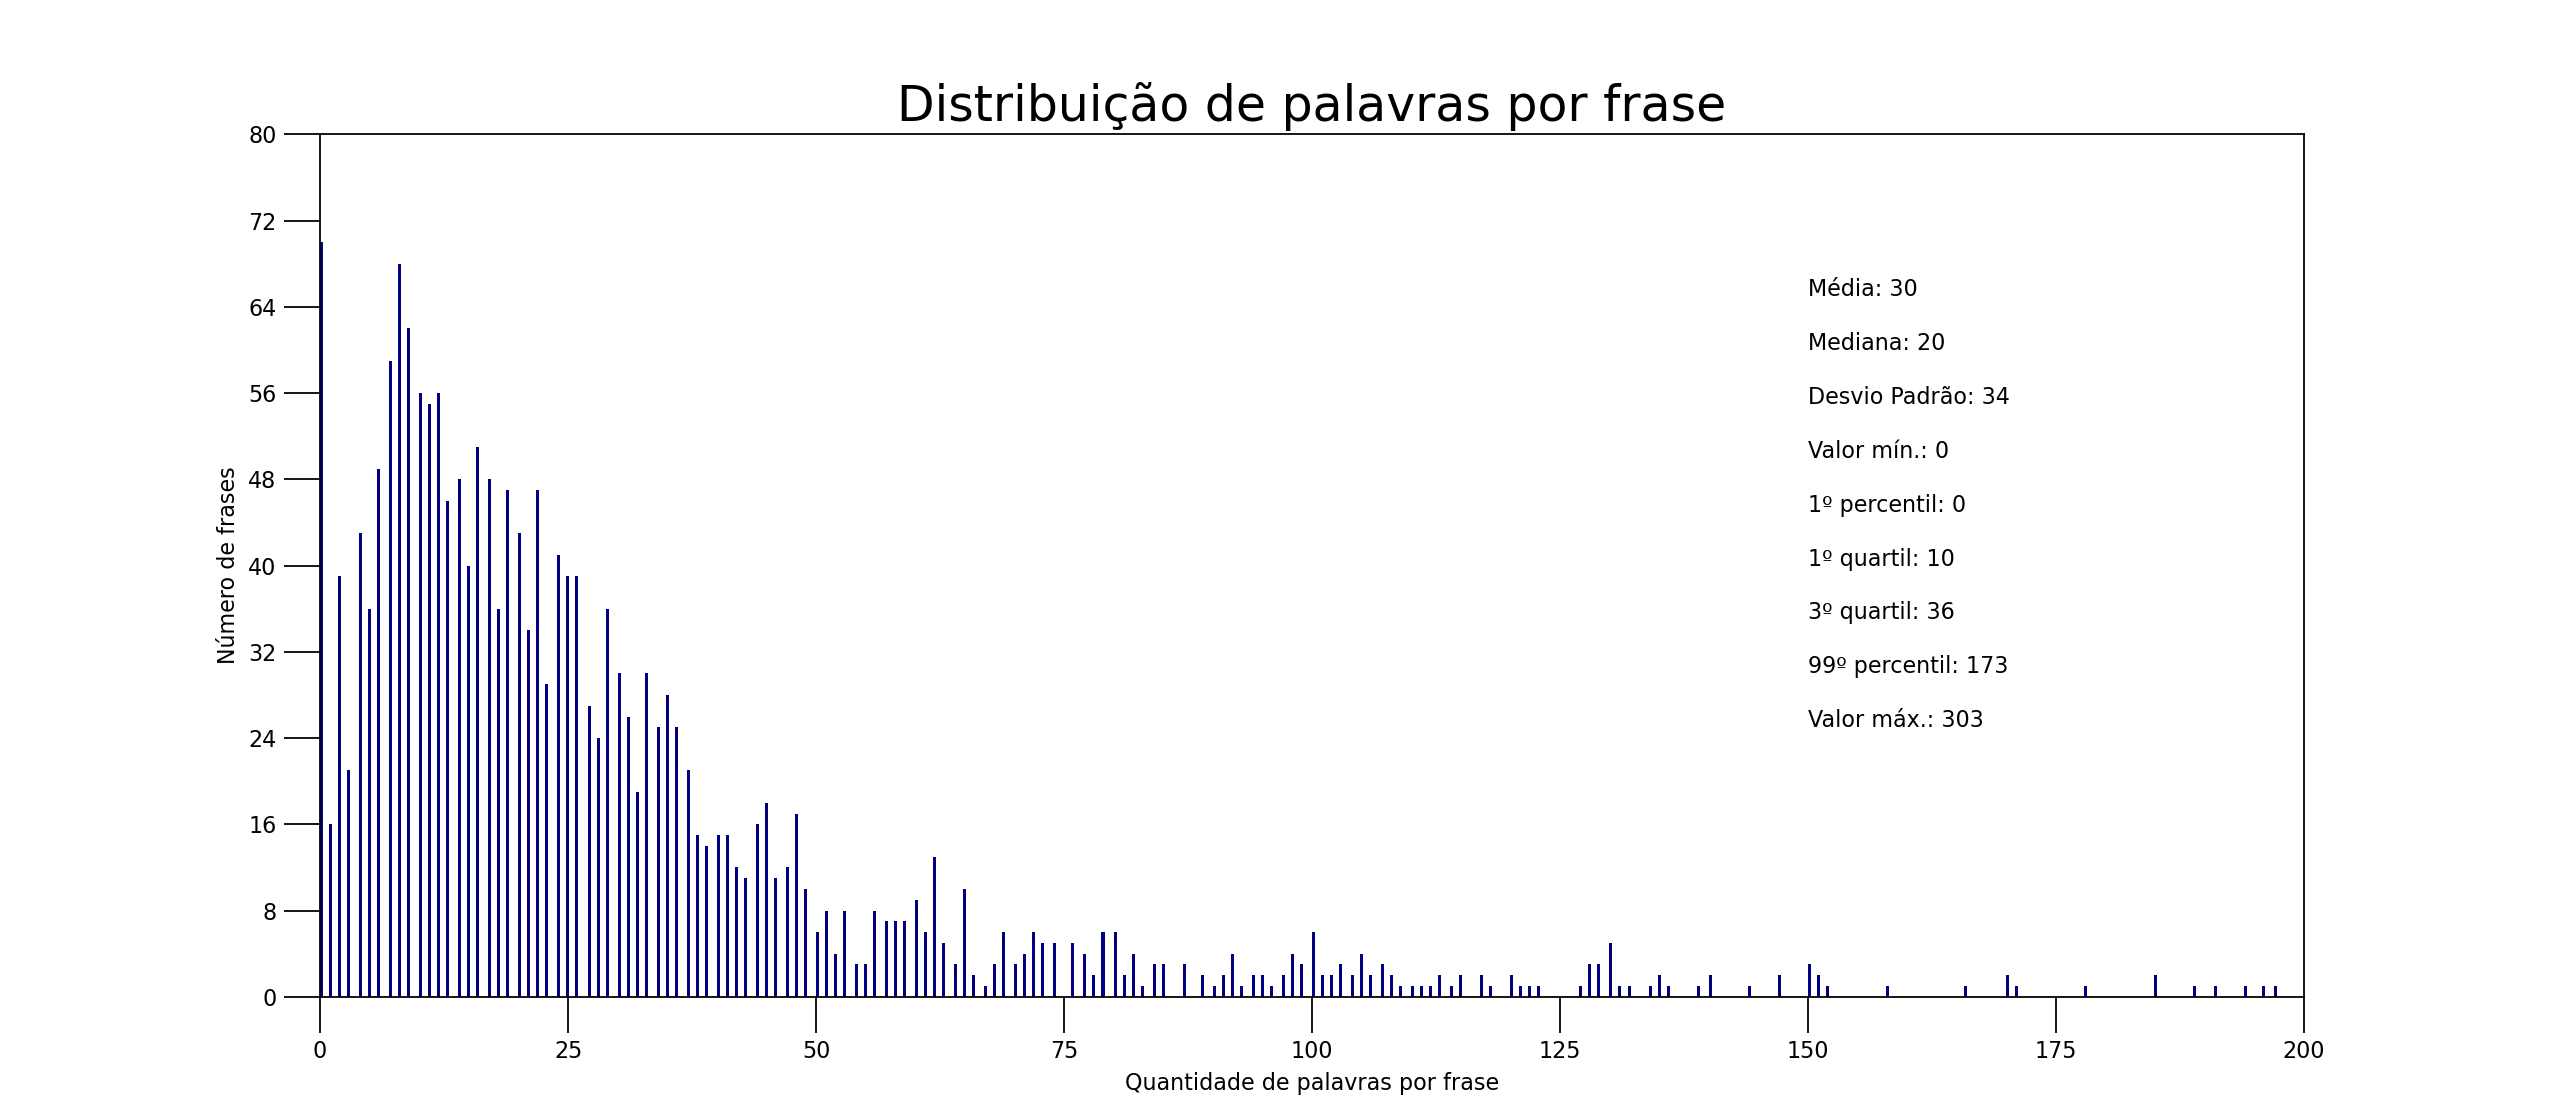 Distribuição de palavras por frase
80
72
64
56
48
40
32
24
16
8
0
Número de frases
Média: 30
Mediana: 20
Desvio Padrão: 34
Valor mín.: 0
1º percentil: 0
1º quartil: 10
3º quartil: 36
99º percentil: 173
Valor máx.: 303
0 25 50 75 100 125 150 175 200
Quantidade de palavras por frase